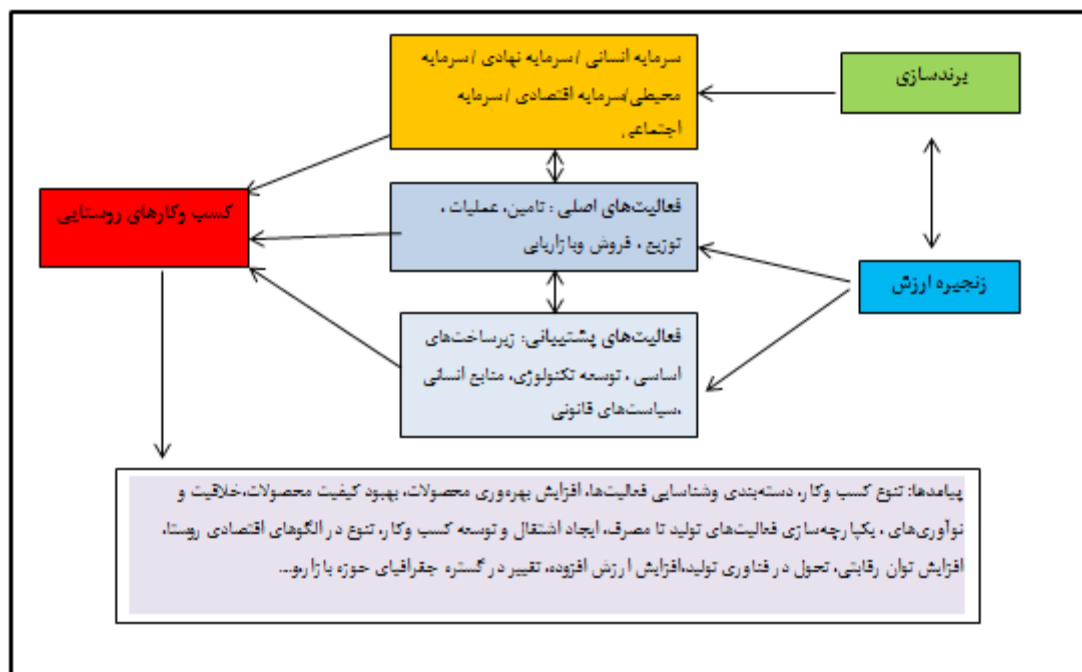 برندسازی
سرمایه انسانی / سرمایه نهادی / سرمایه
محیطی/سرمایه اقتصادی / سرمایه
اجتماعی
کسب وکارهای روستایی
فعالیت‌های اصلی : تامین، عملیات ،
توزیع ، فروش وبازاریابی
زنجیره ارزش
فعالیت‌های پشتیبانی: زیرساخت‌های
اساسی ، توسعه تکنولوژی، منابع انسانی
،سیاست‌های قانونی
پیامدها: تنوع کسب وکار، دسته‌بندی وشناسایی فعالیت‌ها، افزایش بهره‌وری محصولات، بهبود کیفیت محصولات،خلاقیت و
نوآوری‌های ، یکپارچه‌سازی فعالیت‌های تولید تا مصرف، ایجاد اشتغال و توسعه کسب وکار، تنوع در الگوهای اقتصادی روستا،
افزایش توان رقابتی، تحول در فناوری تولید،افزایش ارزش افزوده، تغییر در گستره جغرافیای حوزه بازارو...